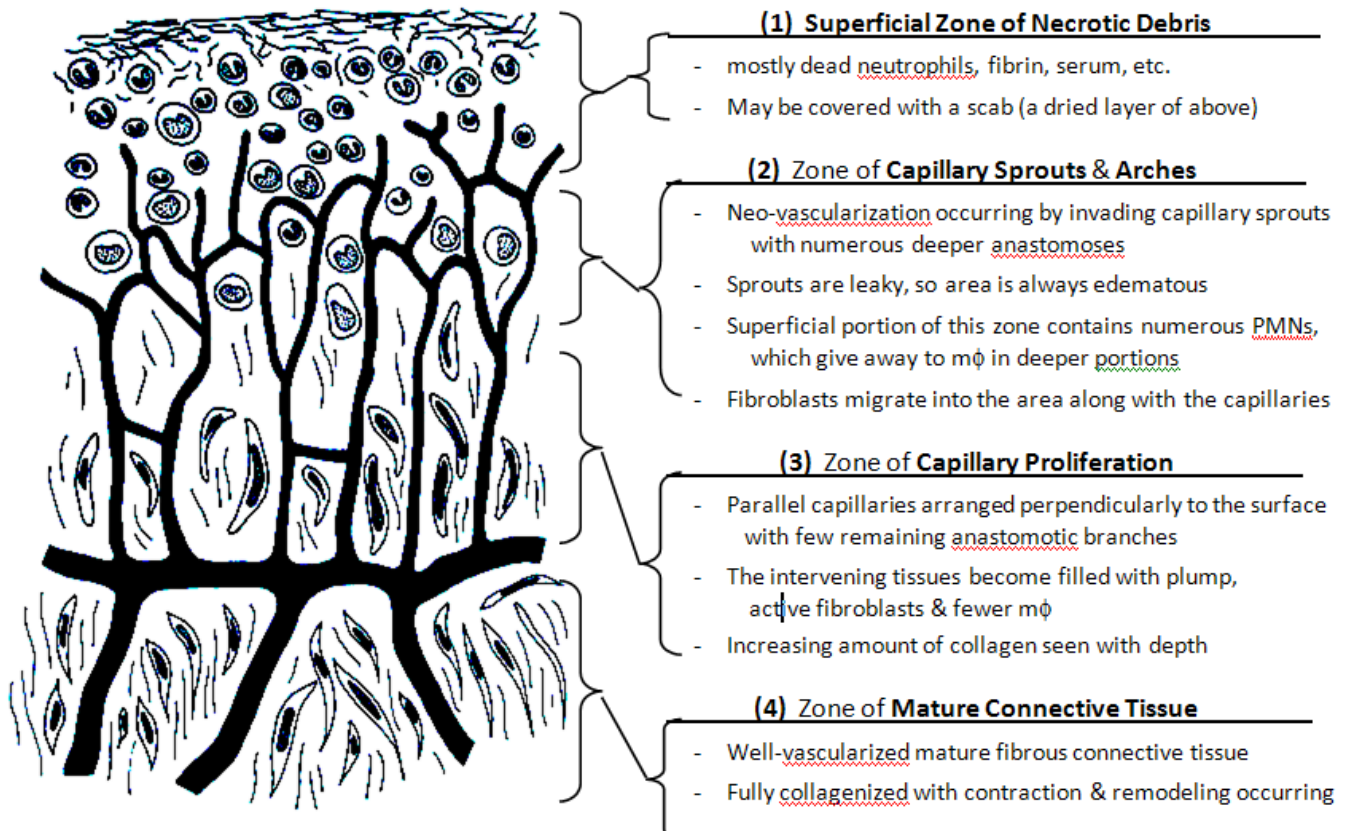 (1) Superficial Zone of Necrotic Debris
- mostly dead neutrophils, fibrin, serum, etc.
- May be covered with a scab (a dried layer of above)
(2) Zone of Capillary Sprouts & Arches
- Neo-vascularization occurring by invading capillary sprouts
with numerous deeper anastomoses
- Sprouts are leaky, so area is always edematous
- Superficial portion of this zone contains numerous PMNs,
which give away to mφ in deeper portions
- Fibroblasts migrate into the area along with the capillaries
(3) Zone of Capillary Proliferation
- Parallel capillaries arranged perpendicularly to the surface
with few remaining anastomotic branches
- The intervening tissues become filled with plump,
active fibroblasts & fewer mφ
- Increasing amount of collagen seen with depth
(4) Zone of Mature Connective Tissue
- Well-vascularized mature fibrous connective tissue
- Fully collagenized with contraction & remodeling occurring